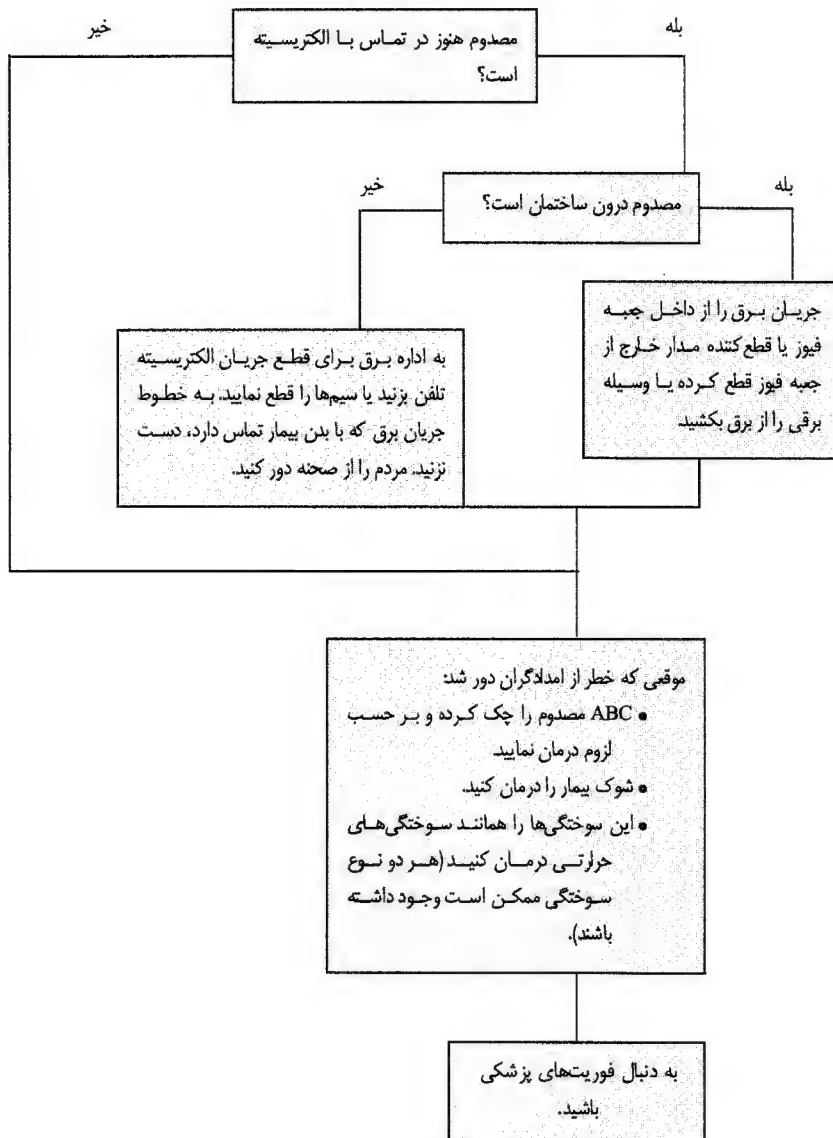 مصدوم هنوز در تماس با الکتریسیته
است؟
بله
خیر
مصدوم درون ساختمان است؟
بله
خیر
جریان برق را از داخل جعبه
فیوز یا قطع‌کننده مدار خارج از
جعبه فیوز قطع کرده یا وسیله
برقی را از برق بکشید.
به اداره برق برای قطع جریان الکتریسیته
تلفن بزنید یا سیم‌ها را قطع نمایید. به خطوط
جریان برق که با بدن بیمار تماس دارد، دست
نزنید. مردم را از صحنه دور کنید.
موقعی که خطر از امدادگران دور شد:
● ABC مصدوم را چک کرده و بر حسب
لزوم درمان نمایید.
● شوک بیمار را درمان کنید.
● این سوختگی‌ها را همانند سوختگی‌های
حرارتی درمان کنید (هر دو نوع
سوختگی ممکن است وجود داشته
باشند).
به دنبال فوریت‌های پزشکی
باشید.